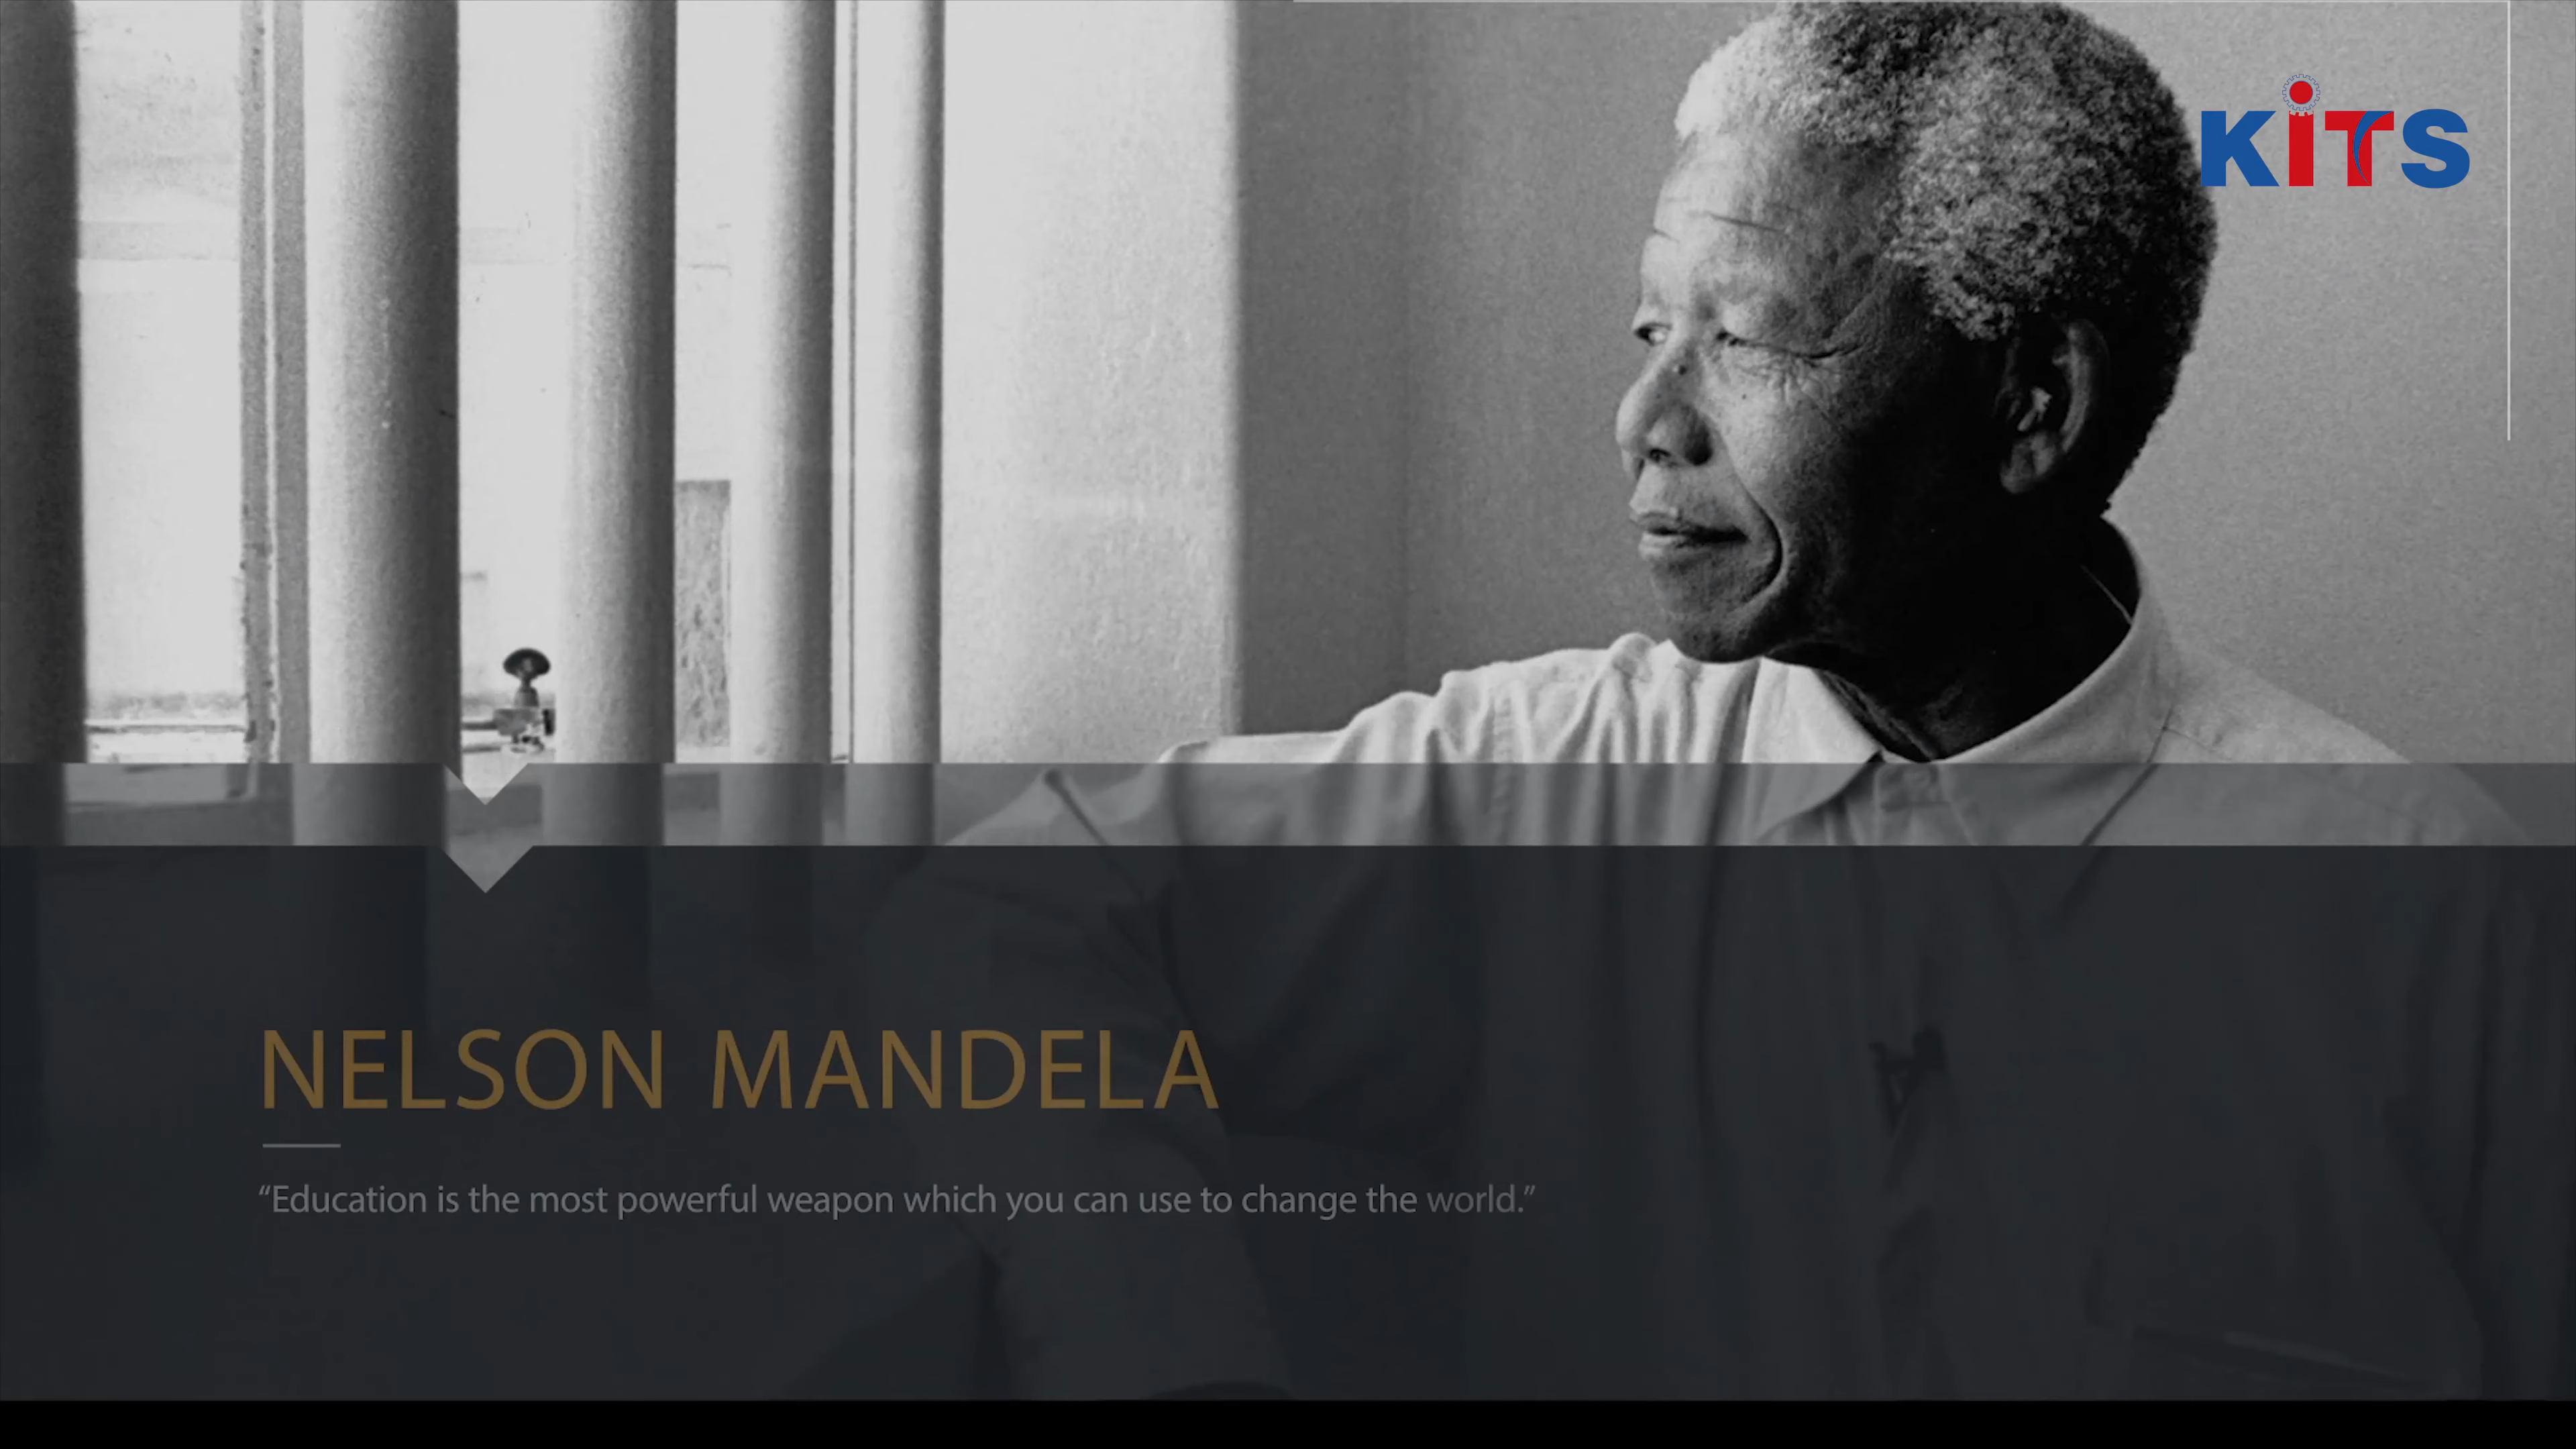 KiTS
NELSON MANDELA
“Education is the most powerful weapon which you can use to change the world.”